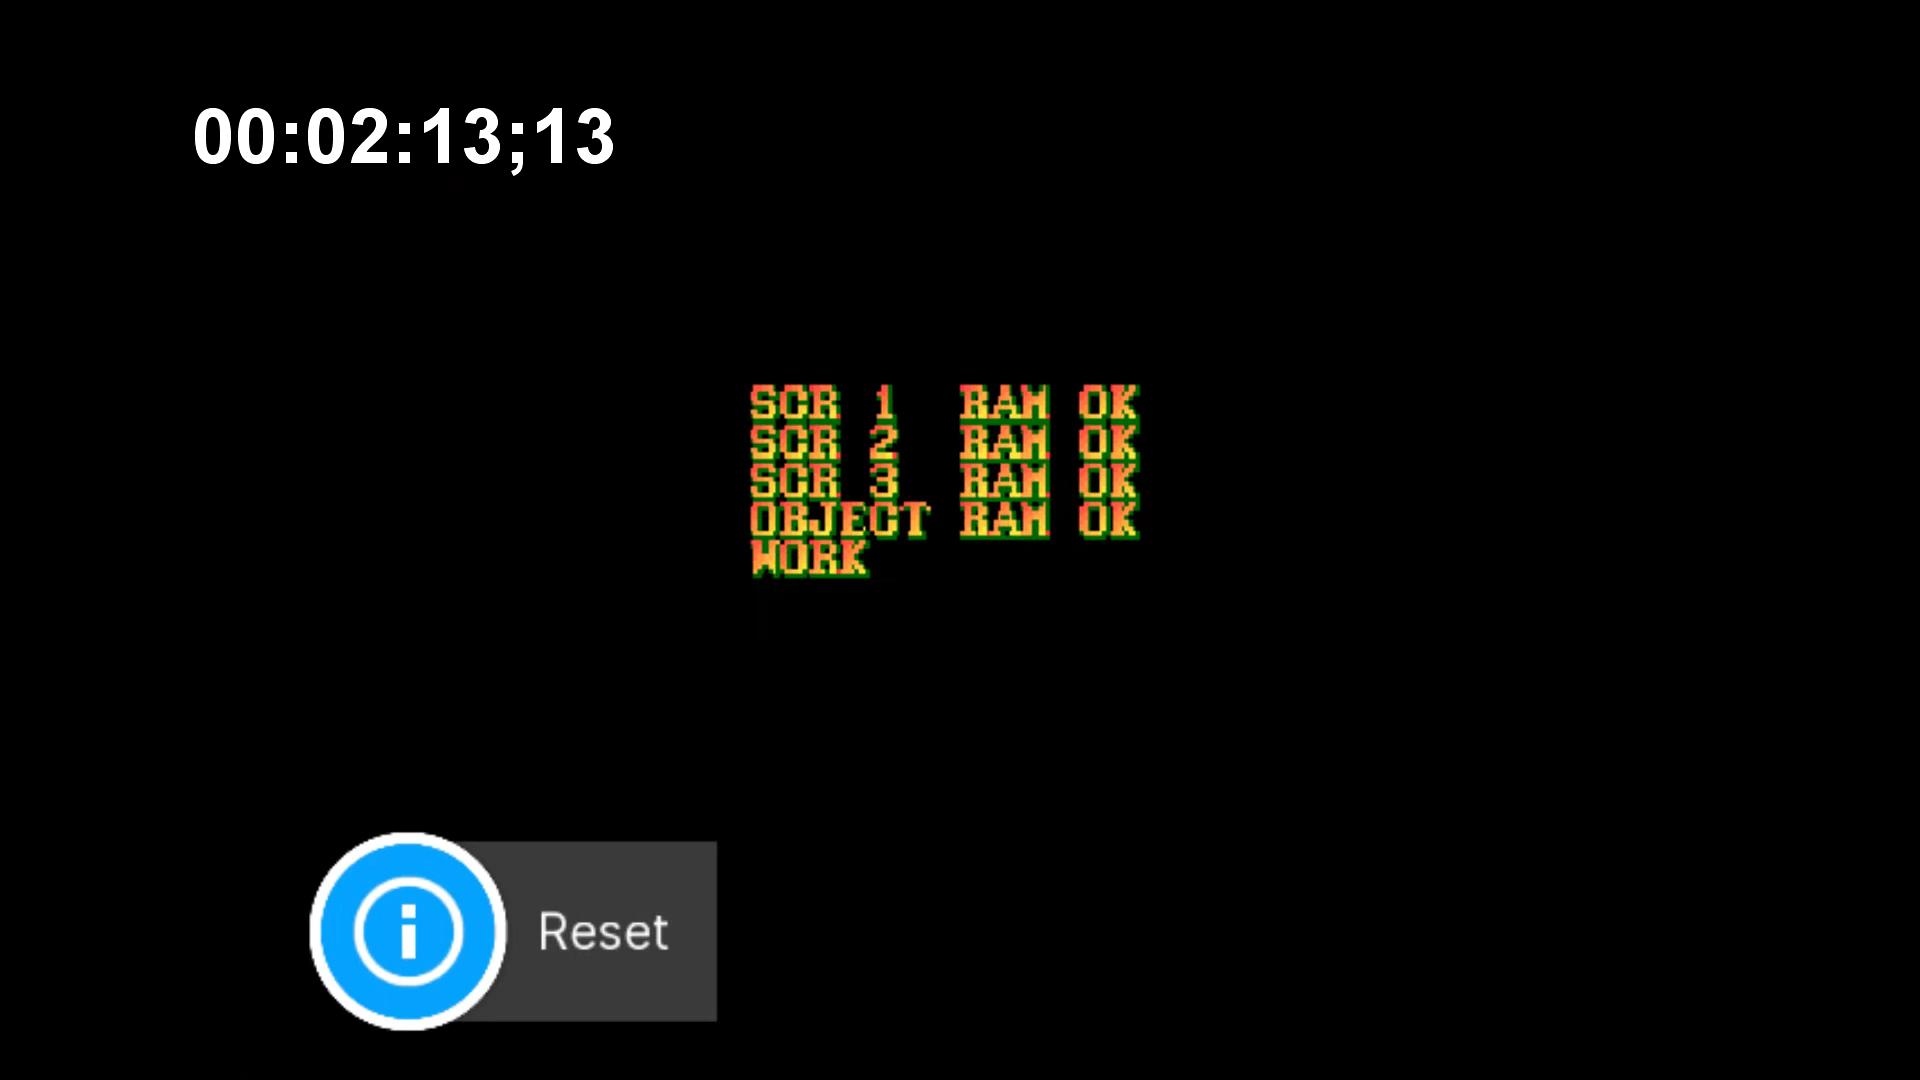 00:02:13;13
SCR 1 RAM OK
SCR 2 RAM OK
SCR 3 RAM OK
OBJECT RAM OK
WORK
Reset